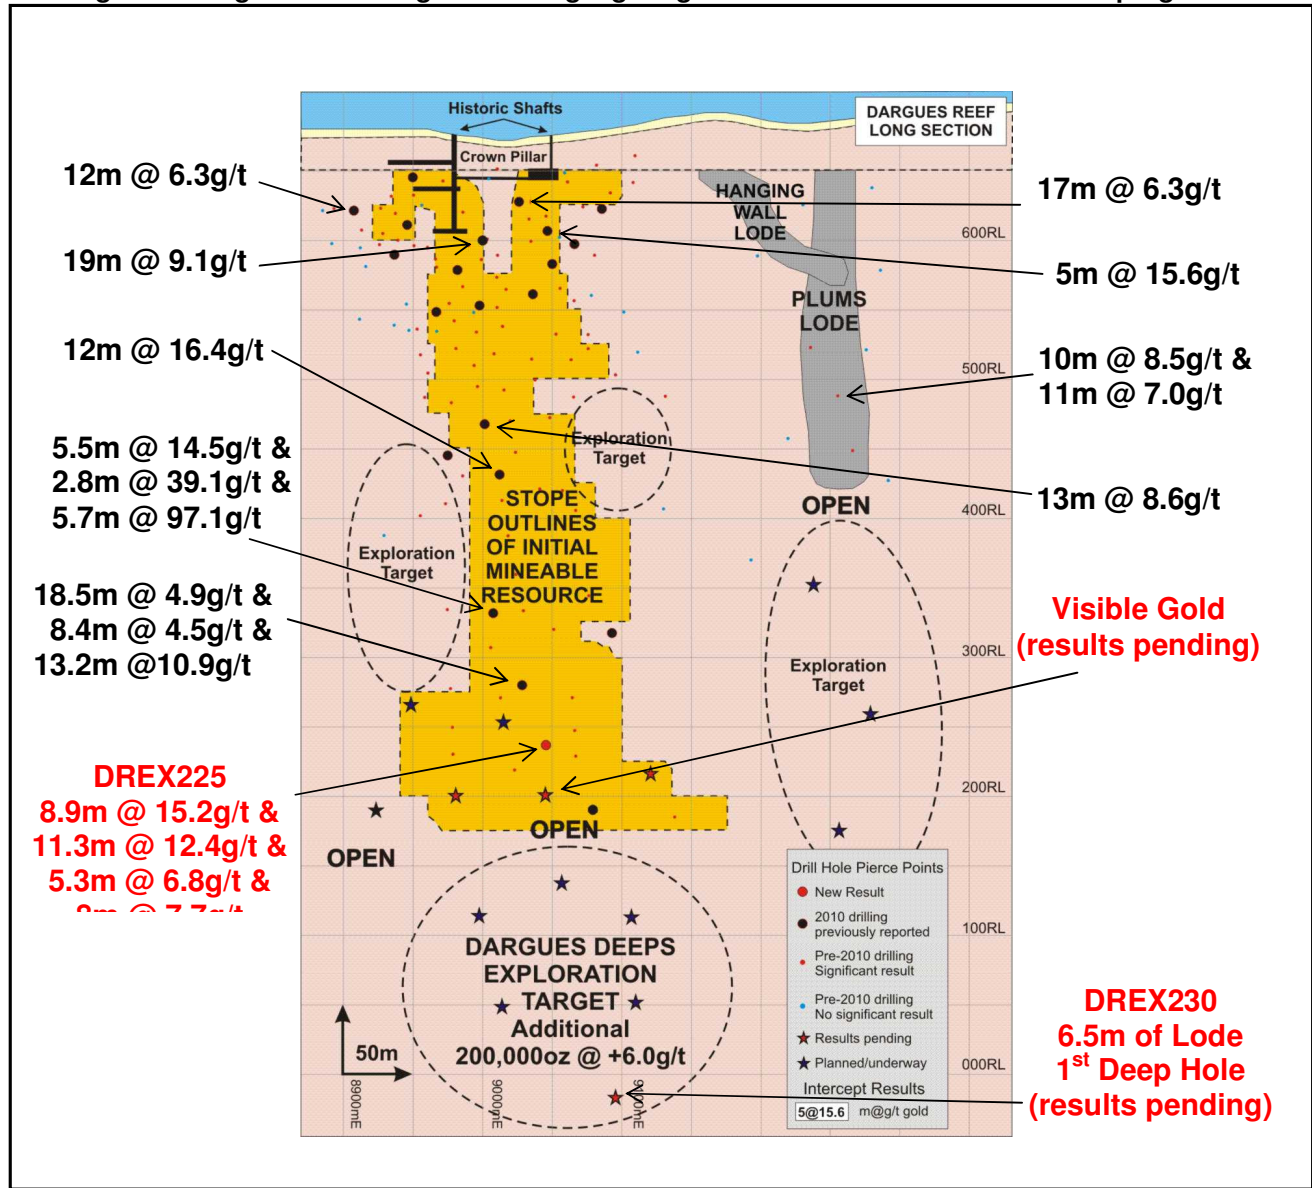 DARGUES REEF
LONG SECTION
Historic Shafts
Crown Pillar
12m @ 6.3g/t
19m @ 9.1g/t
12m @ 16.4g/t
5.5m @ 14.5g/t &
2.8m @ 39.1g/t &
5.7m @ 97.1g/t
18.5m @ 4.9g/t &
8.4m @ 4.5g/t &
13.2m @10.9g/t
DREX225
8.9m @ 15.2g/t &
11.3m @ 12.4g/t &
5.3m @ 6.8g/t &
HANGING
WALL
LODE
PLUMS
LODE
OPEN
Exploration
Target
Exploration
Target
STOPE
OUTLINES
OF INITIAL
MINEABLE
RESOURCE
Exploration
Target
OPEN
OPEN
DARGUES DEEPS
EXPLORATION
TARGET
Additional
200,000oz @ +6.0g/t
50m
8900mE
9000mE
600RL
500RL
400RL
300RL
200RL
100RL
000RL
17m @ 6.3g/t
5m @ 15.6g/t
10m @ 8.5g/t &
11m @ 7.0g/t
13m @ 8.6g/t
Visible Gold
(results pending)
DREX230
6.5m of Lode
1st Deep Hole
(results pending)
Drill Hole Pierce Points
New Result
2010 drilling
previously reported
Pre-2010 drilling
Significant result
Pre-2010 drilling
No significant result
Results pending
Planned/underway
Intercept Results
5@15.6 m@g/t gold